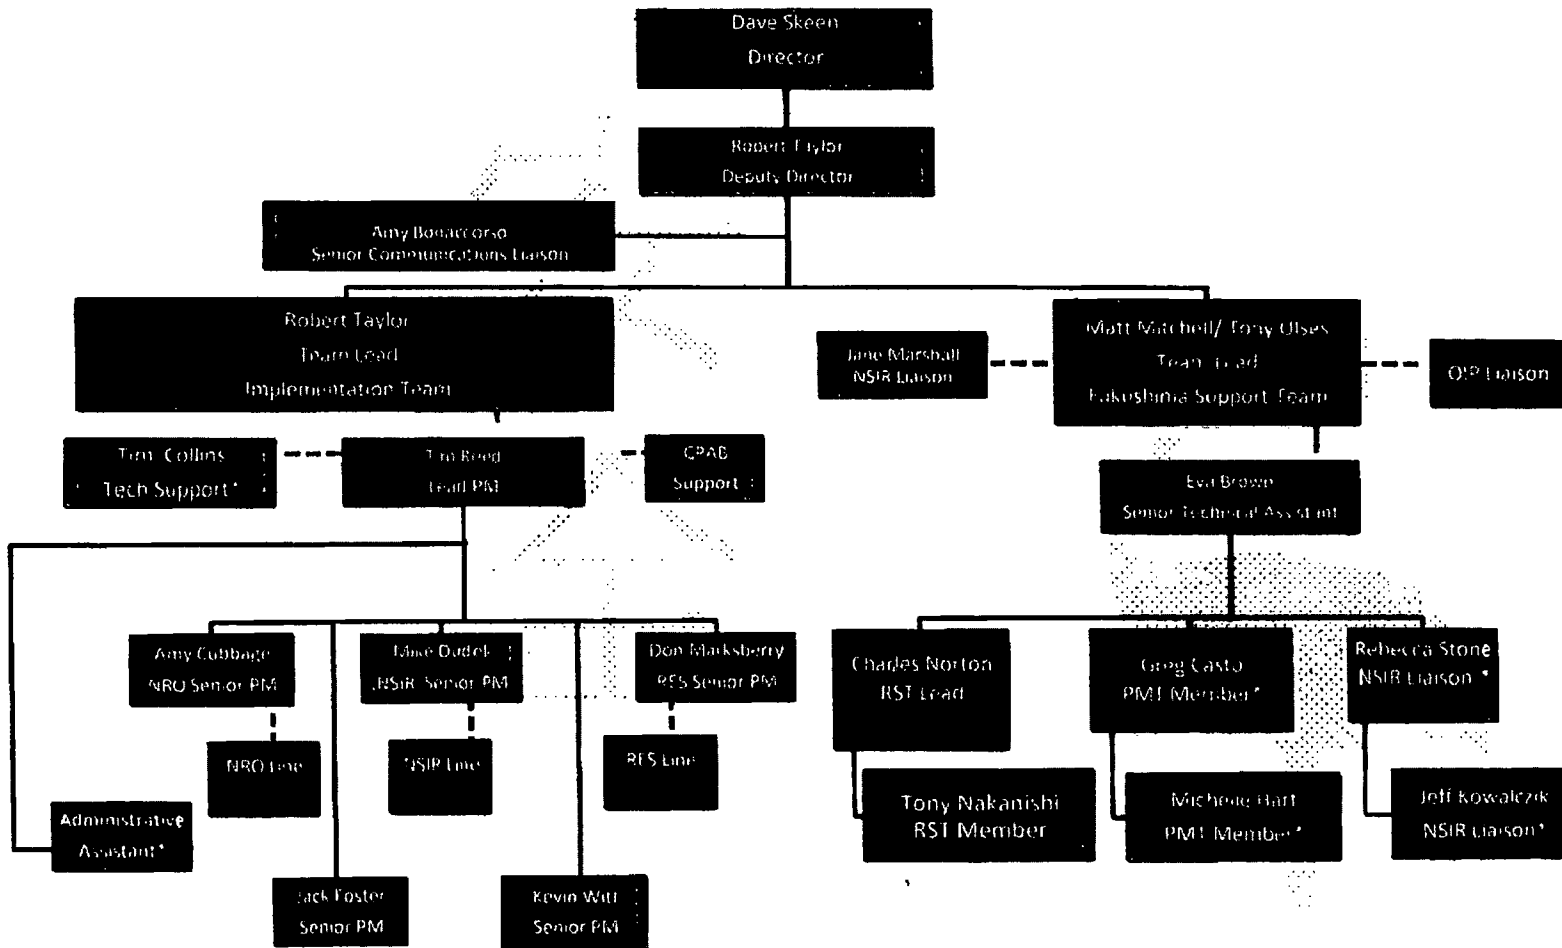 Dave Skeen
Director
Robert Taylor
Deputy Director
Amy Bonaccorso
Senior Communications Liaison
Robert Taylor
Team Lead
Implementation Team
Jane Marshall
NSIR Liaison
Matt Mitchell/ Tony Ulses
Team Lead
Fukushima Support Team
OIP Liaison
Tim Collins
Tech Support*
Tim Reed
Lead PM
CPAB
Support
Eva Brown
Senior Technical Assistant
Amy Cubbage
NRO Senior PM
Mike Dudek
NSIR Senior PM
Don Marksberry
RES Senior PM
Charles Norton
RST Lead
Greg Casto
PMT Member*
Rebecca Stone
NSIR Liaison *
NRO Line
NSIR Line
RES Line
Tony Nakanishi
RST Member
Michelle Hart
PMT Member*
Jeff Kowalczik
NSIR Liaison*
Administrative
Assistant*
Jack Foster
Senior PM
Kevin Witt
Senior PM